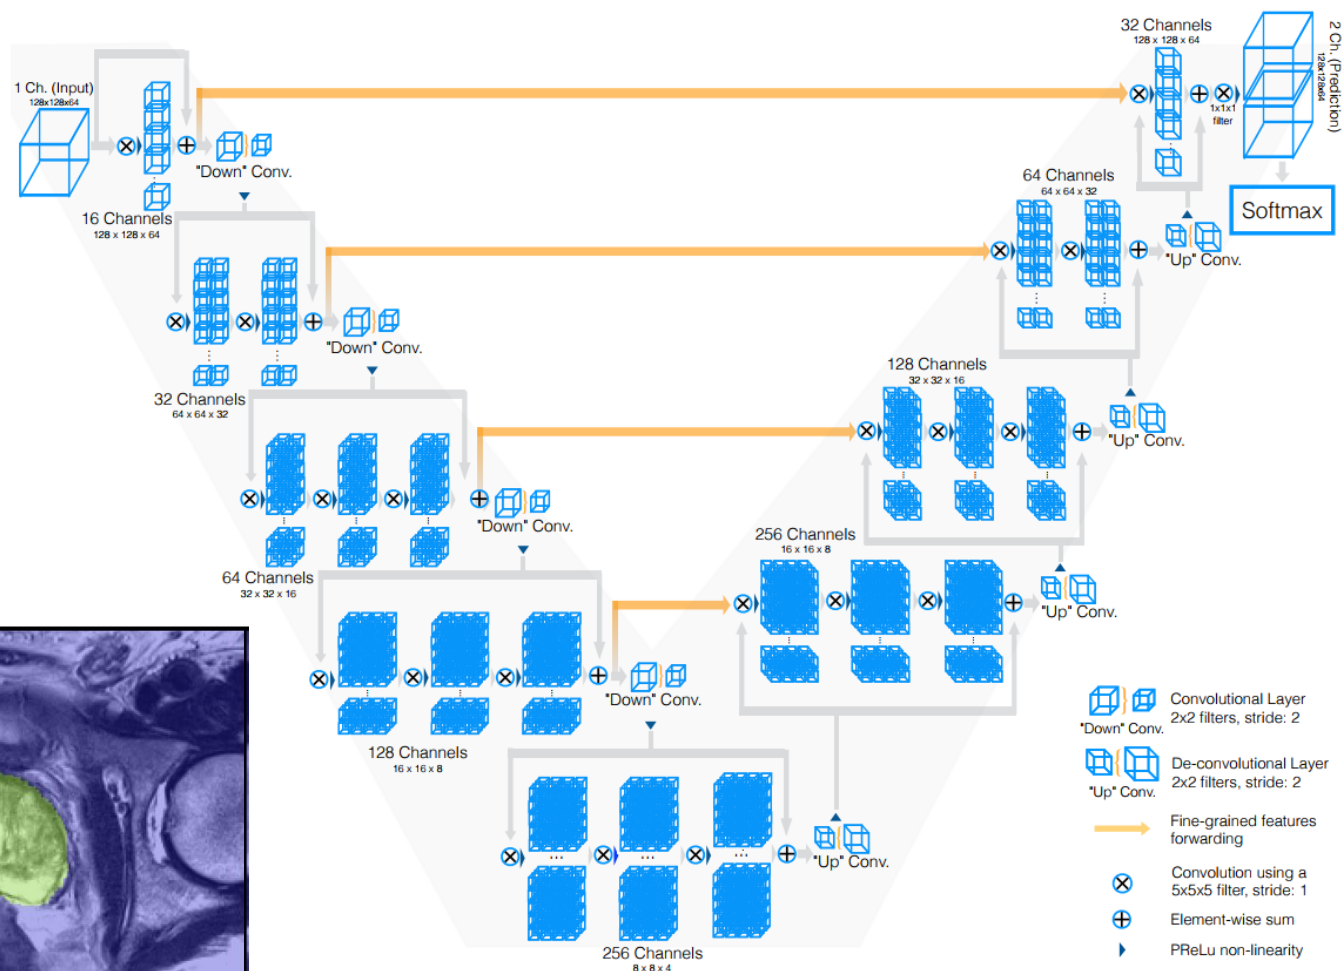 1 Ch. (Input)
128x128x64
"Down" Conv.
16 Channels
128 x 128 x 64
"Down" Conv.
32 Channels
64 x 64 x 32
"Down" Conv.
64 Channels
32 x 32 x 16
"Down" Conv.
128 Channels
16 x 16 x 8
256 Channels
8 x 8 x 4
"Up" Conv.
256 Channels
16 x 16 x 8
"Up" Conv.
128 Channels
32 x 32 x 16
"Up" Conv.
64 Channels
64 x 64 x 32
"Up" Conv.
32 Channels
128 x 128 x 64
1x1x1
filter
2 Ch. (Prediction)
128x128x64
Softmax
"Down" Conv.
Convolutional Layer
2x2 filters, stride: 2
"Up" Conv.
De-convolutional Layer
2x2 filters, stride: 2
Fine-grained features
forwarding
Convolution using a
5x5x5 filter, stride: 1
Element-wise sum
PReLu non-linearity